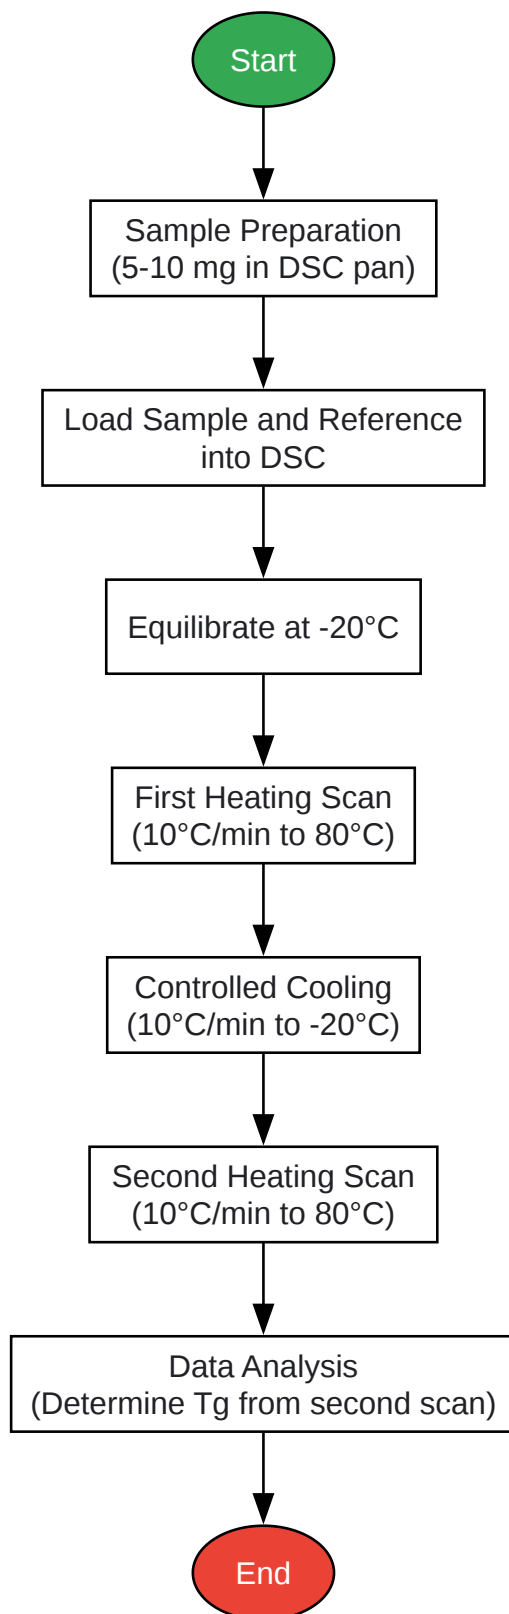 Start
Sample Preparation
(5-10 mg in DSC pan)
Load Sample and Reference
into DSC
Equilibrate at -20°C
First Heating Scan
(10°C/min to 80°C)
Controlled Cooling
(10°C/min to -20°C)
Second Heating Scan
(10°C/min to 80°C)
Data Analysis
(Determine Tg from second scan)
End